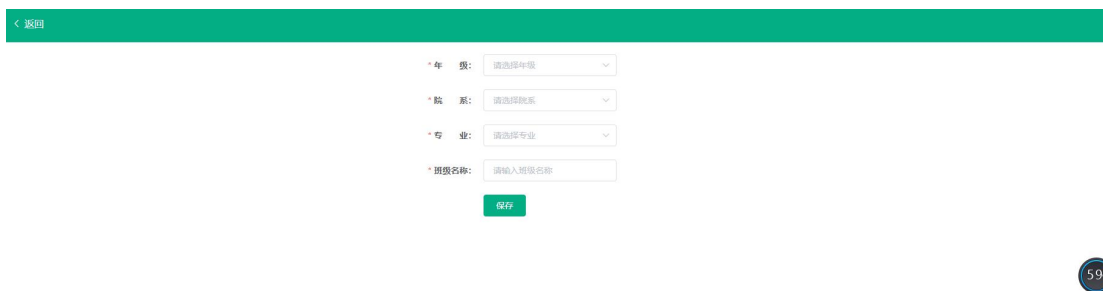 < 返回
* 年 级： 请选择年级
* 院 系： 请选择院系
* 专 业： 请选择专业
* 班级名称： 请输入班级名称
保存
59